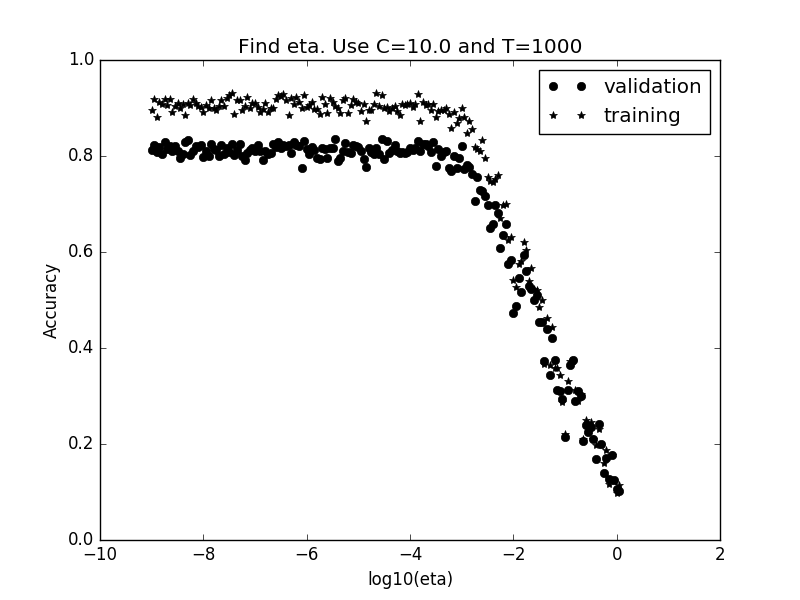 Find eta. Use C=10.0 and T=1000
validation
training
1.0
0.8
0.6
0.4
0.2
0.0
Accuracy
−10 −8 −6 −4 −2 0 2
log10(eta)